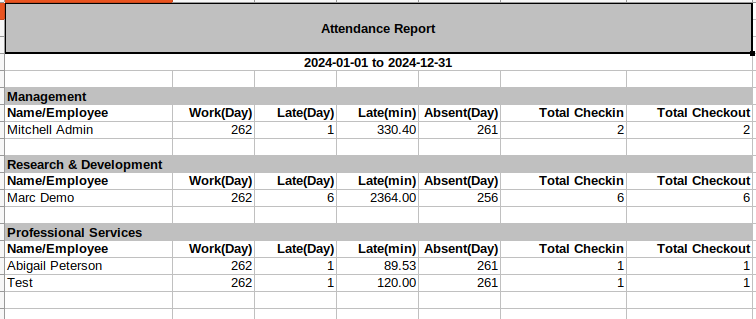 Attendance Report
2024-01-01 to 2024-12-31
Management
Name/Employee Work(Day) Late(Day) Late(min) Absent(Day) Total Checkin Total Checkout
Mitchell Admin 262 1 330.40 261 2 2
Research & Development
Name/Employee Work(Day) Late(Day) Late(min) Absent(Day) Total Checkin Total Checkout
Marc Demo 262 6 2364.00 256 6 6
Professional Services
Name/Employee Work(Day) Late(Day) Late(min) Absent(Day) Total Checkin Total Checkout
Abigail Peterson 262 1 89.53 261 1 1
Test 262 1 120.00 261 1 1